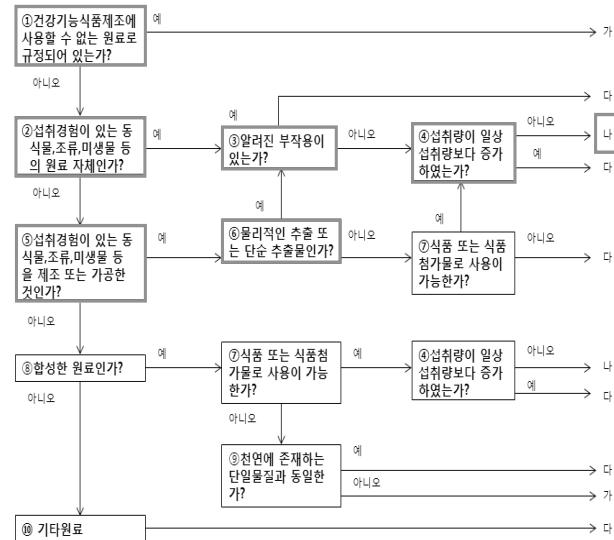 ①건강기능식품제조에
사용할 수 없는 원료로
규정되어 있는가?
예
가
아니오
다
예
②섭취경험이 있는 동
식물,조류,미생물 등
의 원료 자체인가?
예
③알려진 부작용이
있는가?
아니오
④섭취량이 일상
섭취량보다 증가
하였는가?
아니오
나
예
다
아니오
예
예
⑤섭취경험이 있는 동
식물,조류,미생물 등
을 제조 또는 가공한
것인가?
예
⑥물리적인 추출 또
는 단순 추출물인가?
아니오
⑦식품 또는 식품
첨가물로 사용이
가능한가?
아니오
다
아니오
⑧합성한 원료인가?
예
⑦식품 또는 식품첨
가물로 사용이 가능
한가?
예
④섭취량이 일상
섭취량보다 증가
하였는가?
아니오
나
예
다
아니오
아니오
⑨천연에 존재하는
단일물질과 동일한
가?
예
다
아니오
가
⑩ 기타원료
다